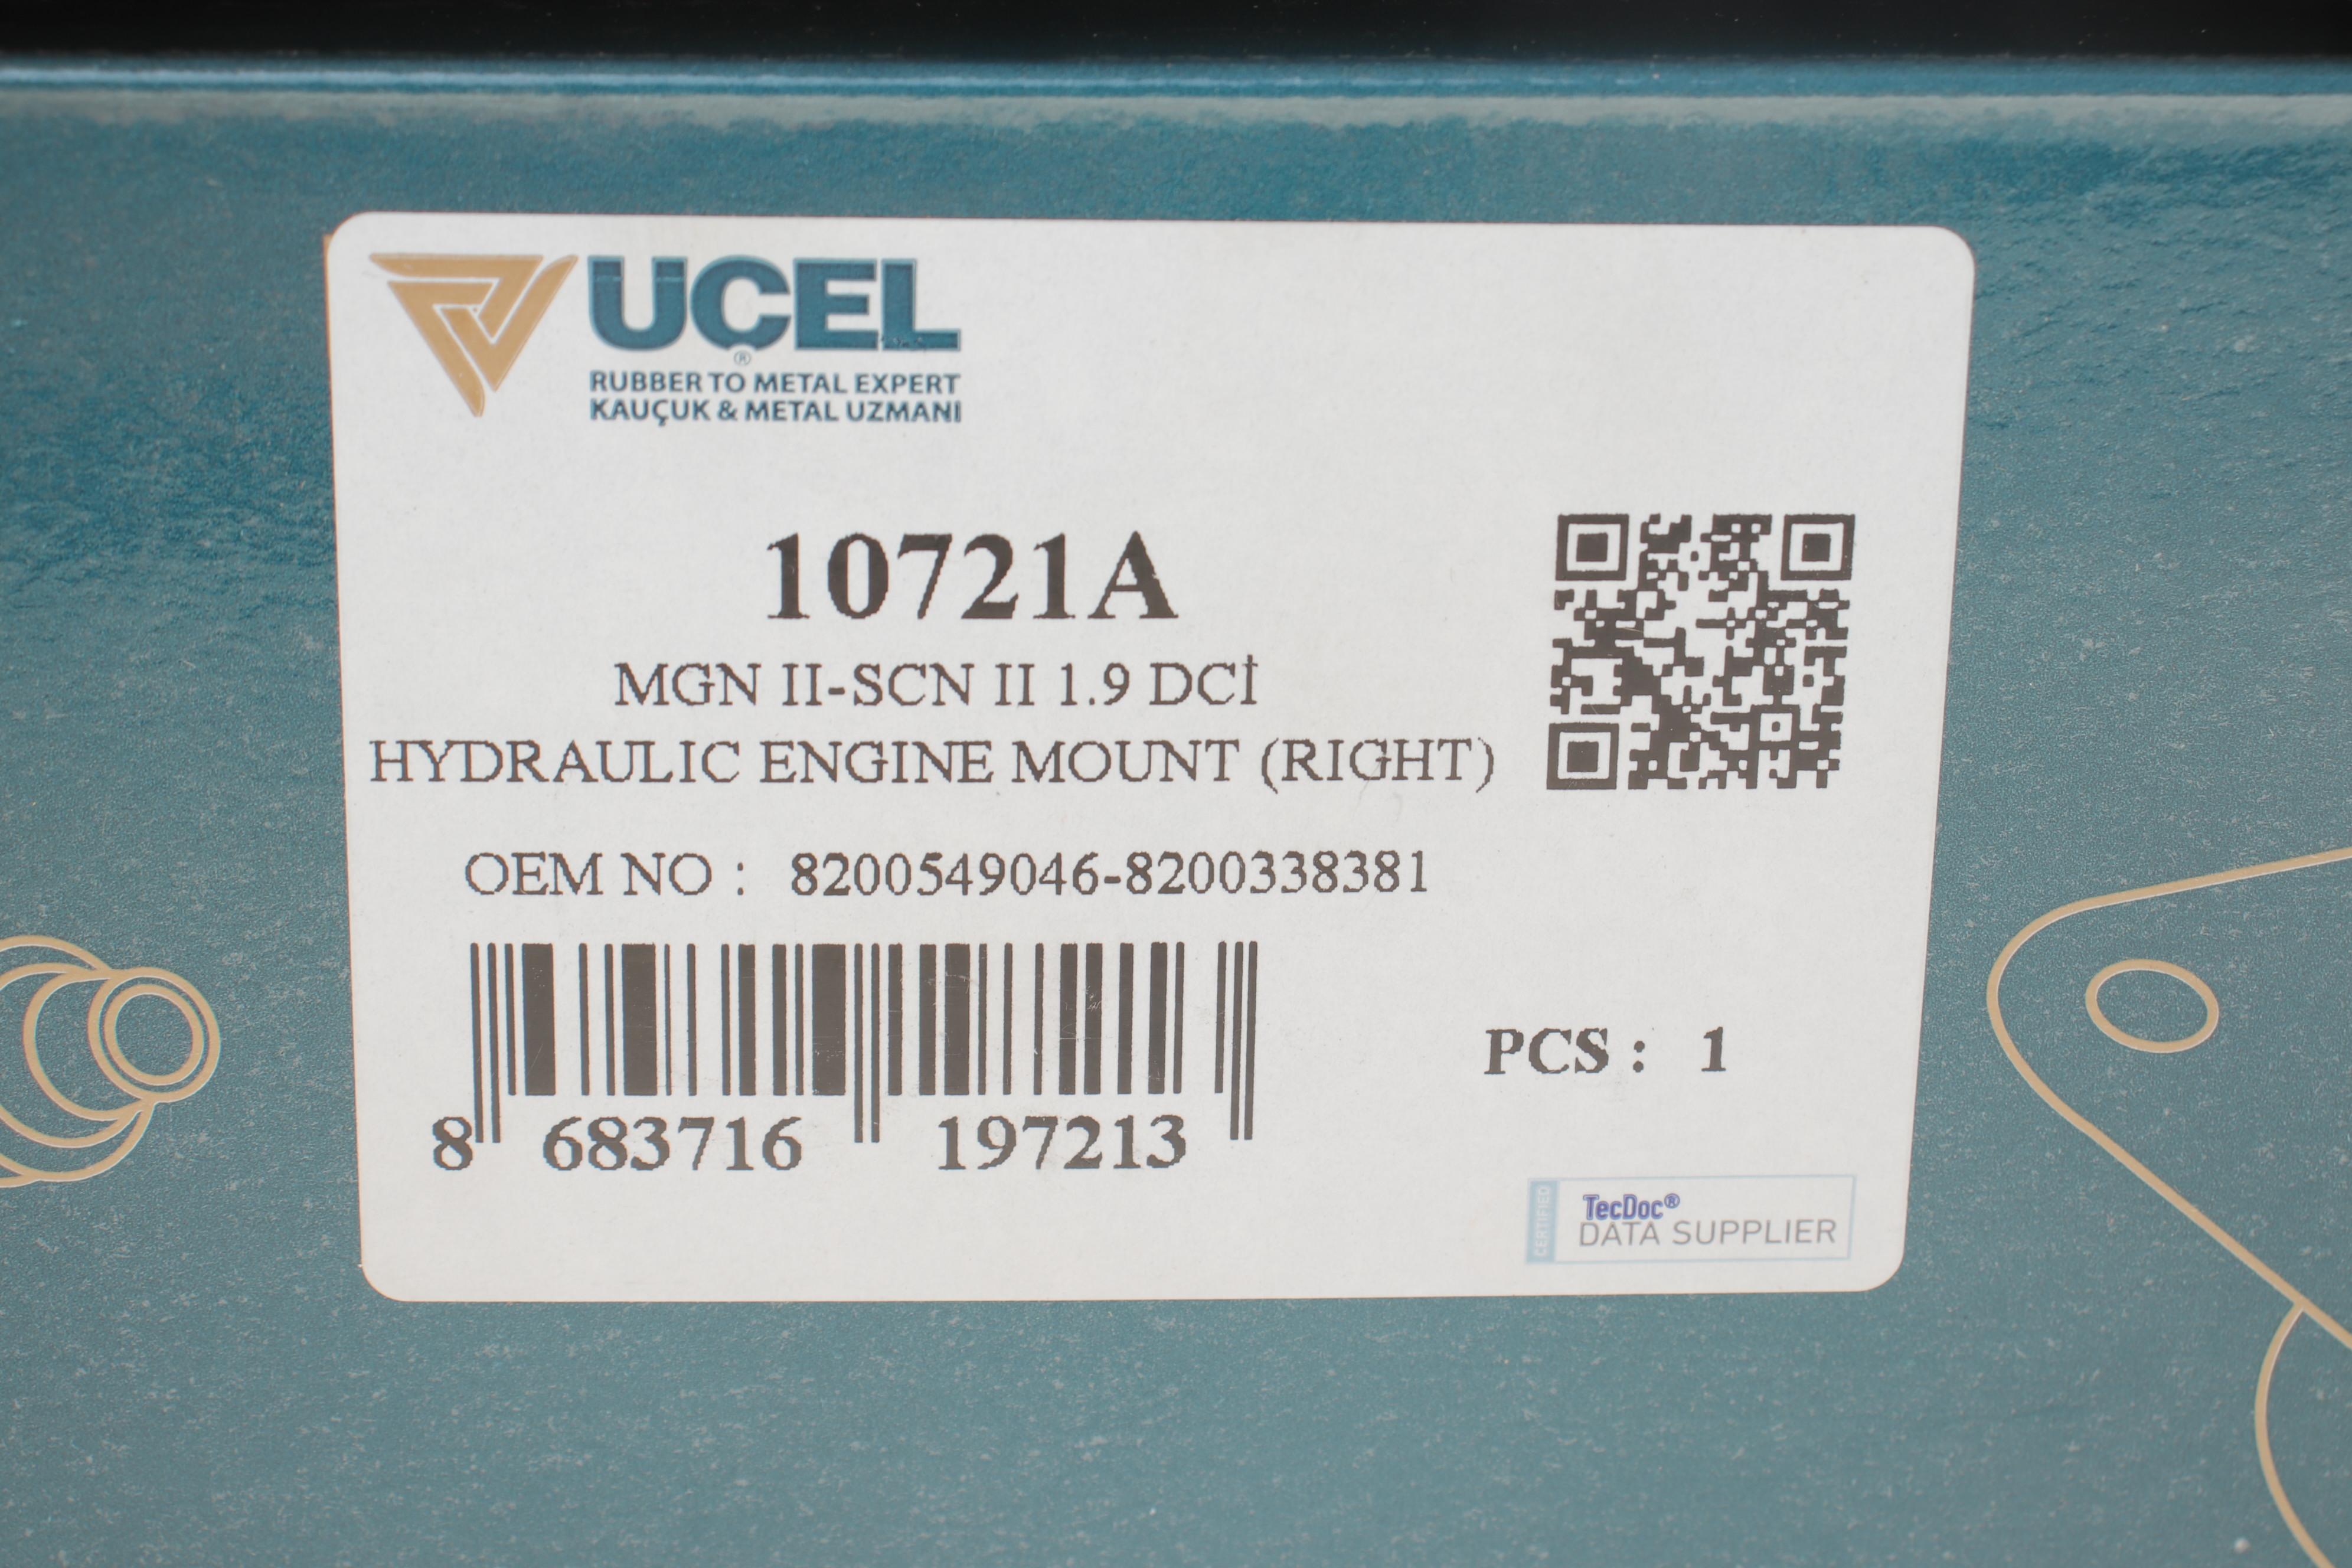 UÇEL
®
RUBBER TO METAL EXPERT
KAUÇUK & METAL UZMANI
10721A
MGN II-SCN II 1.9 DCİ
HYDRAULIC ENGINE MOUNT (RIGHT)
OEM NO : 8200549046-8200338381
8 683716 197213
PCS : 1
CERTIFIED
TecDoc®
DATA SUPPLIER